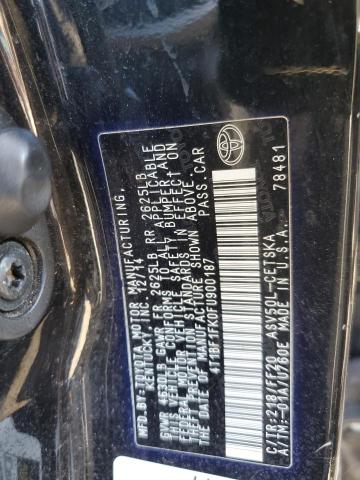 MFD. BY: TOYOTA MOTOR MANUFACTURING,
KENTUCKY, INC. 12/14
GVWR 4630LB GAWR FR 2625LB RR 2625LB
THIS VEHICLE CONFORMS TO ALL APPLICABLE
FEDERAL MOTOR VEHICLE SAFETY, BUMPER AND
THEFT PREVENTION STANDARDS IN EFFECT ON
THE DATE OF MANUFACTURE SHOWN ABOVE.
4T1BF1FK0FU900187 PASS.CAR
C/TR:218/FF20 ASV50L-CETSKA
A/TM:-01A/U760E MADE IN U.S.A. 78481